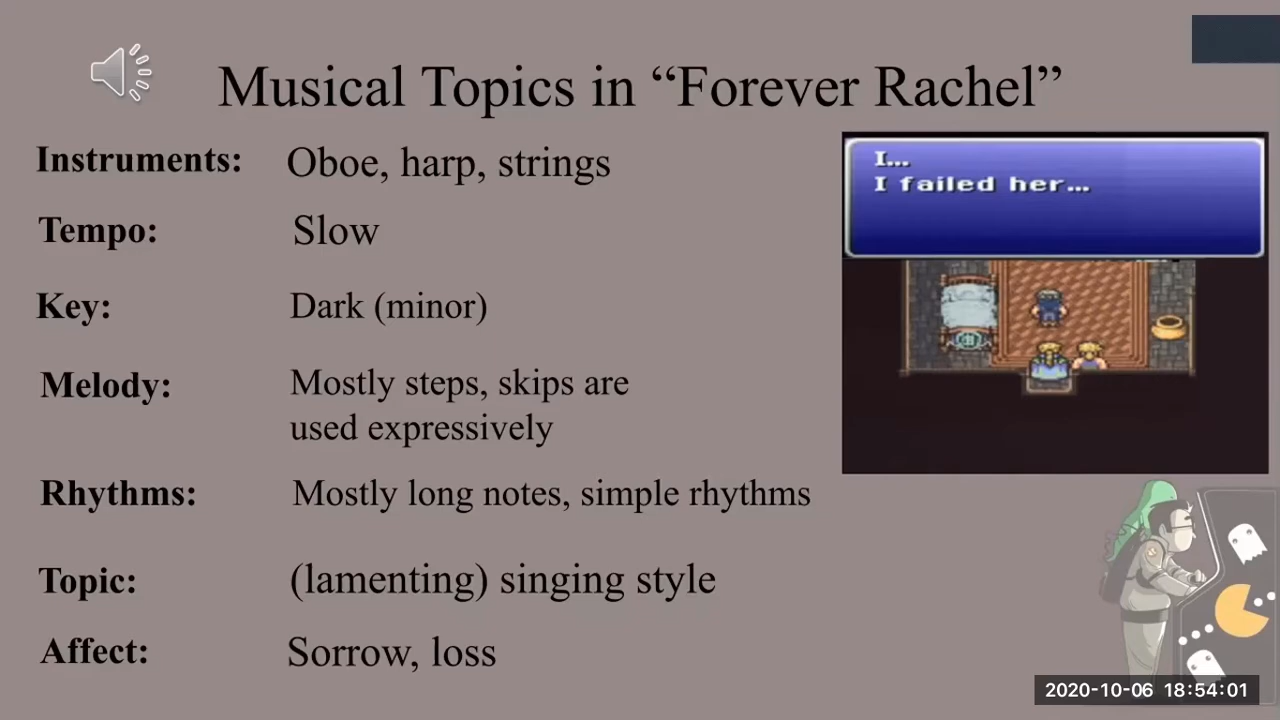 Musical Topics in “Forever Rachel”
Instruments: Oboe, harp, strings
Tempo: Slow
Key: Dark (minor)
Melody: Mostly steps, skips are
used expressively
Rhythms: Mostly long notes, simple rhythms
Topic: (lamenting) singing style
Affect: Sorrow, loss
I...
I failed her...
2020-10-06 18:54:01